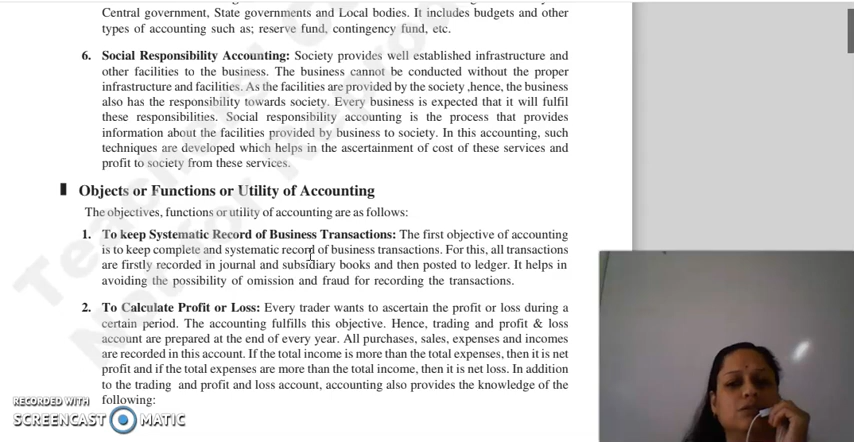 Central government, State governments and Local bodies. It includes budgets and other
types of accounting such as; reserve fund, contingency fund, etc.
6. Social Responsibility Accounting: Society provides well established infrastructure and
other facilities to the business. The business cannot be conducted without the proper
infrastructure and facilities. As the facilities are provided by the society ,hence, the business
also has the responsibility towards society. Every business is expected that it will fulfil
these responsibilities. Social responsibility accounting is the process that provides
information about the facilities provided by business to society. In this accounting, such
techniques are developed which helps in the ascertainment of cost of these services and
profit to society from these services.
Objects or Functions or Utility of Accounting
The objectives, functions or utility of accounting are as follows:
1. To keep Systematic Record of Business Transactions: The first objective of accounting
is to keep complete and systematic record of business transactions. For this, all transactions
are firstly recorded in journal and subsidiary books and then posted to ledger. It helps in
avoiding the possibility of omission and fraud for recording the transactions.
2. To Calculate Profit or Loss: Every trader wants to ascertain the profit or loss during a
certain period. The accounting fulfills this objective. Hence, trading and profit & loss
account are prepared at the end of every year. All purchases, sales, expenses and incomes
are recorded in this account. If the total income is more than the total expenses, then it is net
profit and if the total expenses are more than the total income, then it is net loss. In addition
to the trading and profit and loss account, accounting also provides the knowledge of the
following:
RECORDED WITH
SCREENCAST MATIC